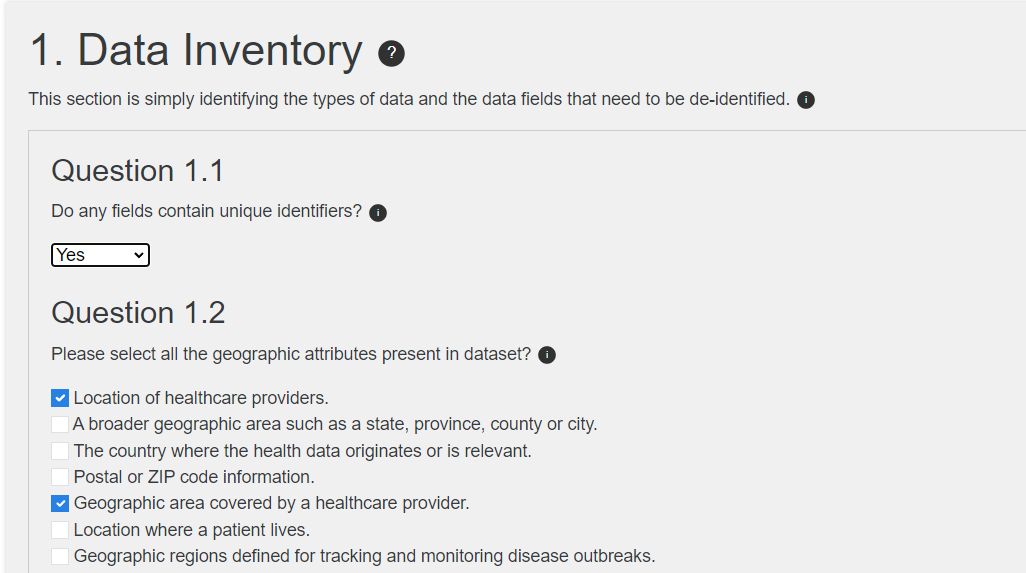 1. Data Inventory ?
This section is simply identifying the types of data and the data fields that need to be de-identified. i
Question 1.1
Do any fields contain unique identifiers? i
Yes
Question 1.2
Please select all the geographic attributes present in dataset? i
Location of healthcare providers.
A broader geographic area such as a state, province, county or city.
The country where the health data originates or is relevant.
Postal or ZIP code information.
Geographic area covered by a healthcare provider.
Location where a patient lives.
Geographic regions defined for tracking and monitoring disease outbreaks.